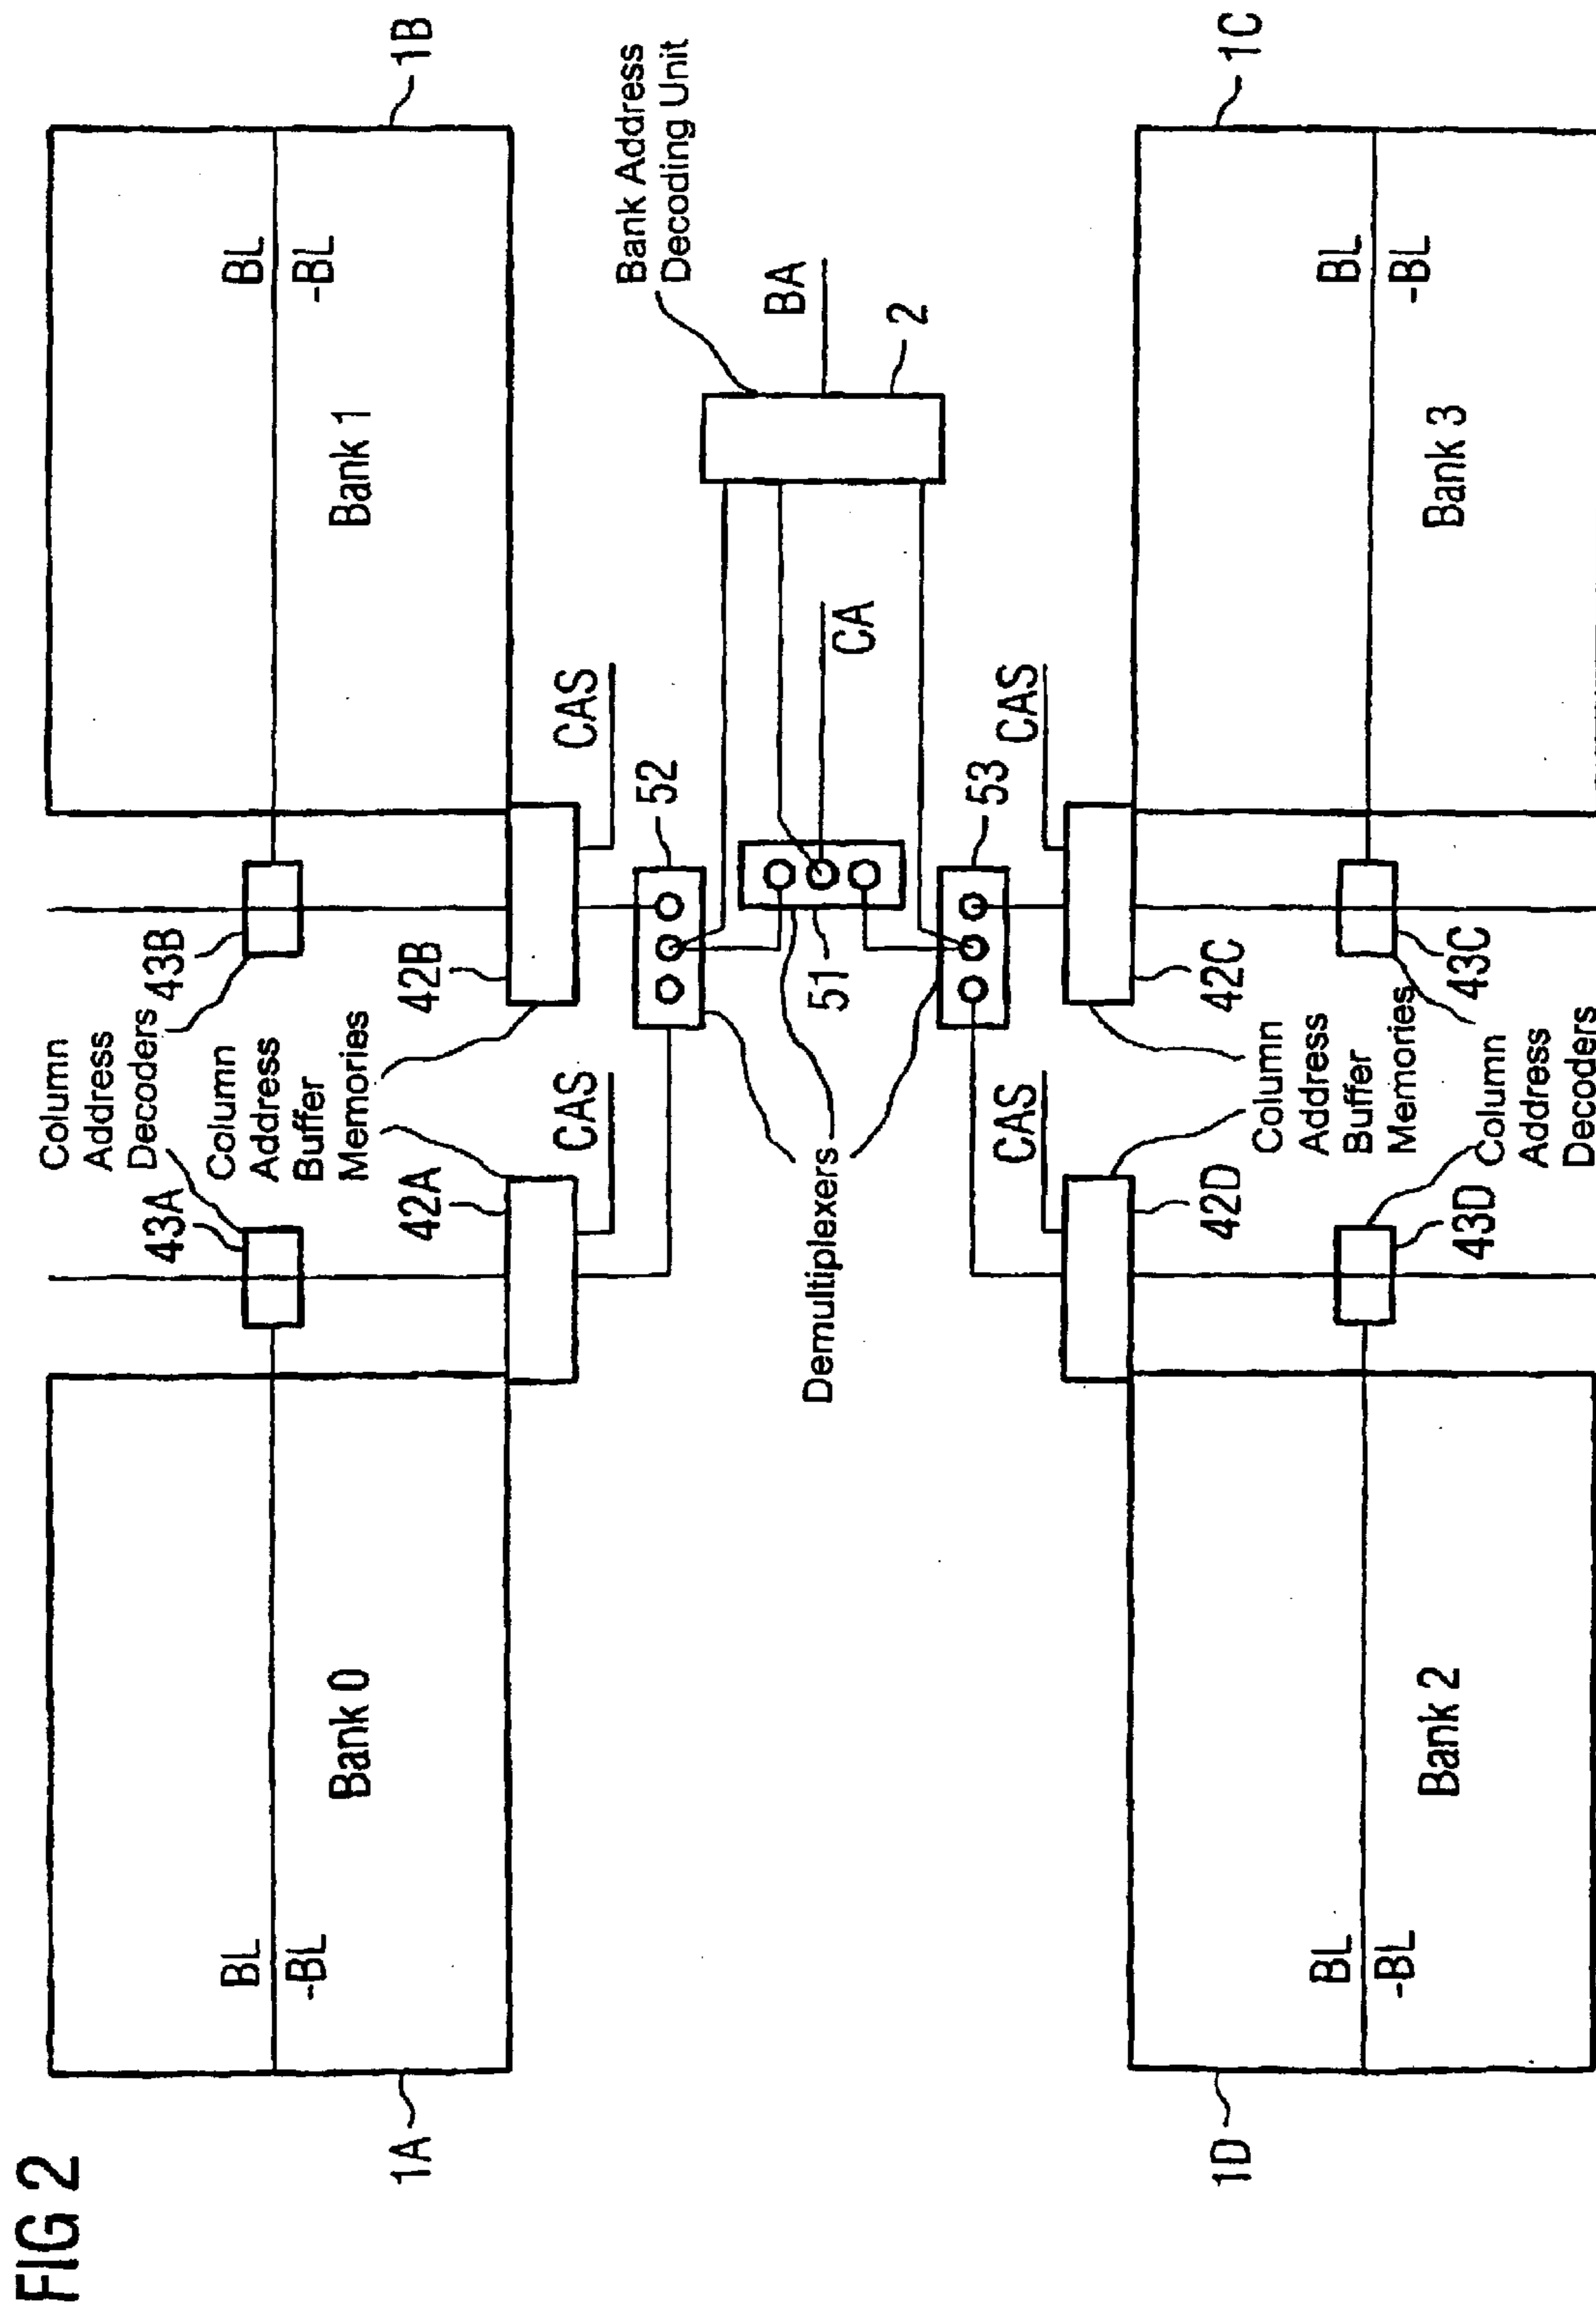 FIG 2
1A
BL
-BL
Bank 0
43A
Column
Address
Decoders
43B
Column
Address
Buffer
Memories
42A
42B
CAS
CAS
Bank 1
BL
-BL
1B
52
Demultiplexers
51
53
CA
Bank Address
Decoding Unit
BA
2
1D
BL
-BL
Bank 2
CAS
CAS
42D
42C
Column
Address
Buffer
Memories
43D
43C
Column
Address
Decoders
Bank 3
BL
-BL
1C